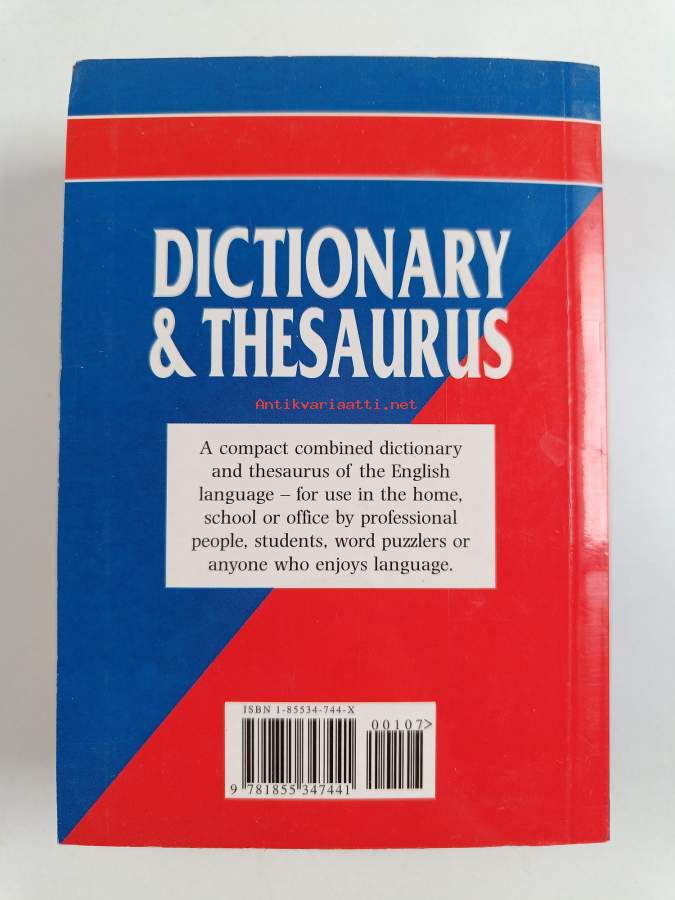 DICTIONARY
& THESAURUS
Antikvariaatti.net
A compact combined dictionary
and thesaurus of the English
language – for use in the home,
school or office by professional
people, students, word puzzlers or
anyone who enjoys language.
ISBN 1-85534-744-X
00107>
9 781855 347441